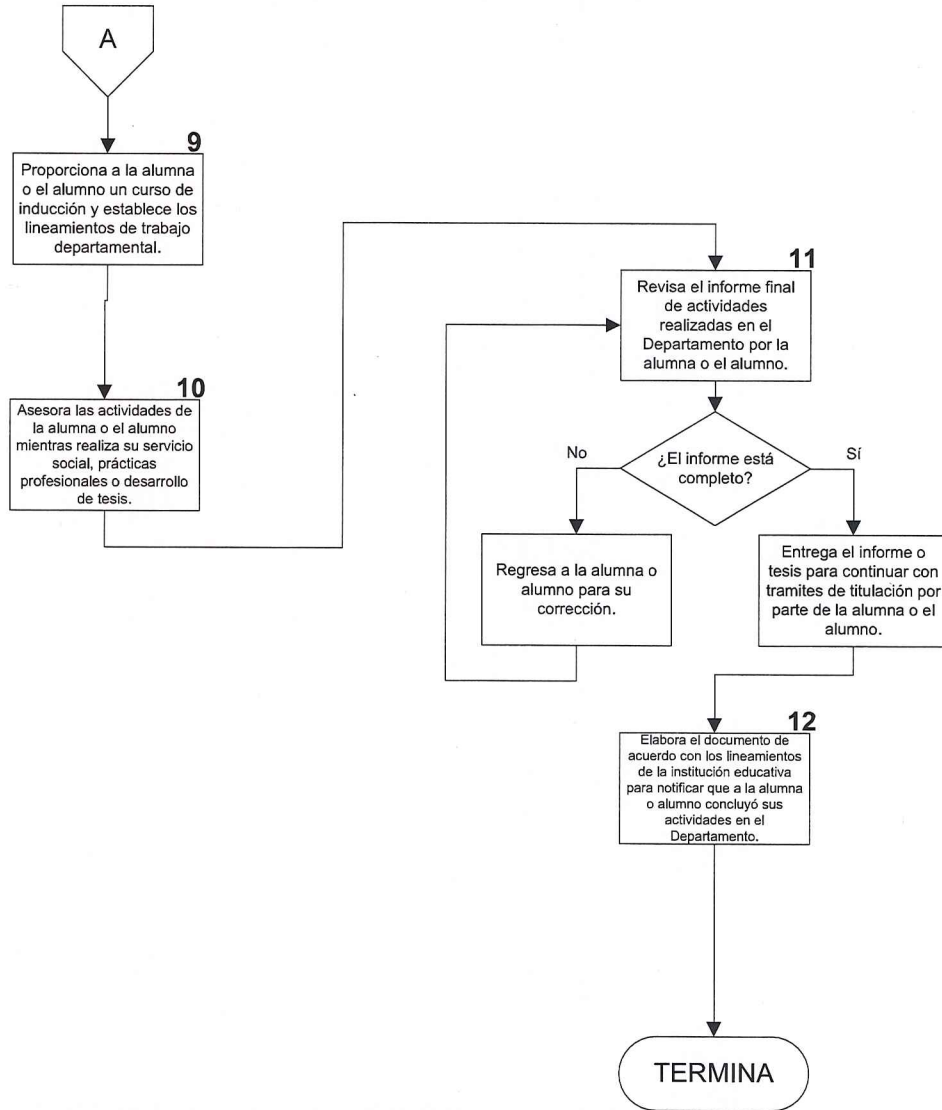 A
9
Proporciona a la alumna
o el alumno un curso de
inducción y establece los
lineamientos de trabajo
departamental.
10
Asesora las actividades de
la alumna o el alumno
mientras realiza su servicio
social, prácticas
profesionales o desarrollo
de tesis.
11
Revisa el informe final
de actividades
realizadas en el
Departamento por la
alumna o el alumno.
¿El informe está
completo?
No
Sí
Regresa a la alumna o
alumno para su
corrección.
Entrega el informe o
tesis para continuar con
tramites de titulación por
parte de la alumna o el
alumno.
12
Elabora el documento de
acuerdo con los lineamientos
de la institución educativa
para notificar que a la alumna
o alumno concluyó sus
actividades en el
Departamento.
TERMINA